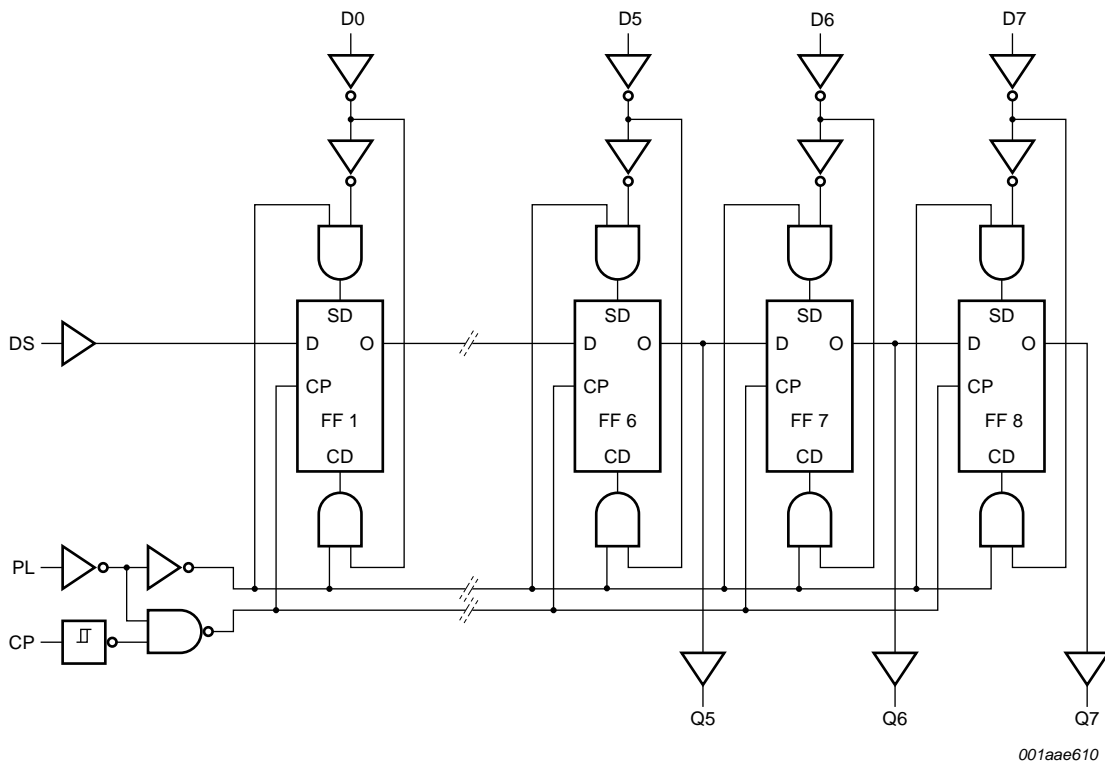 D0 D5 D6 D7
SD SD SD SD
DS D O D O D O D O
CP CP CP CP
FF 1 FF 6 FF 7 FF 8
CD CD CD CD
PL
CP
Q5 Q6 Q7
001aae610